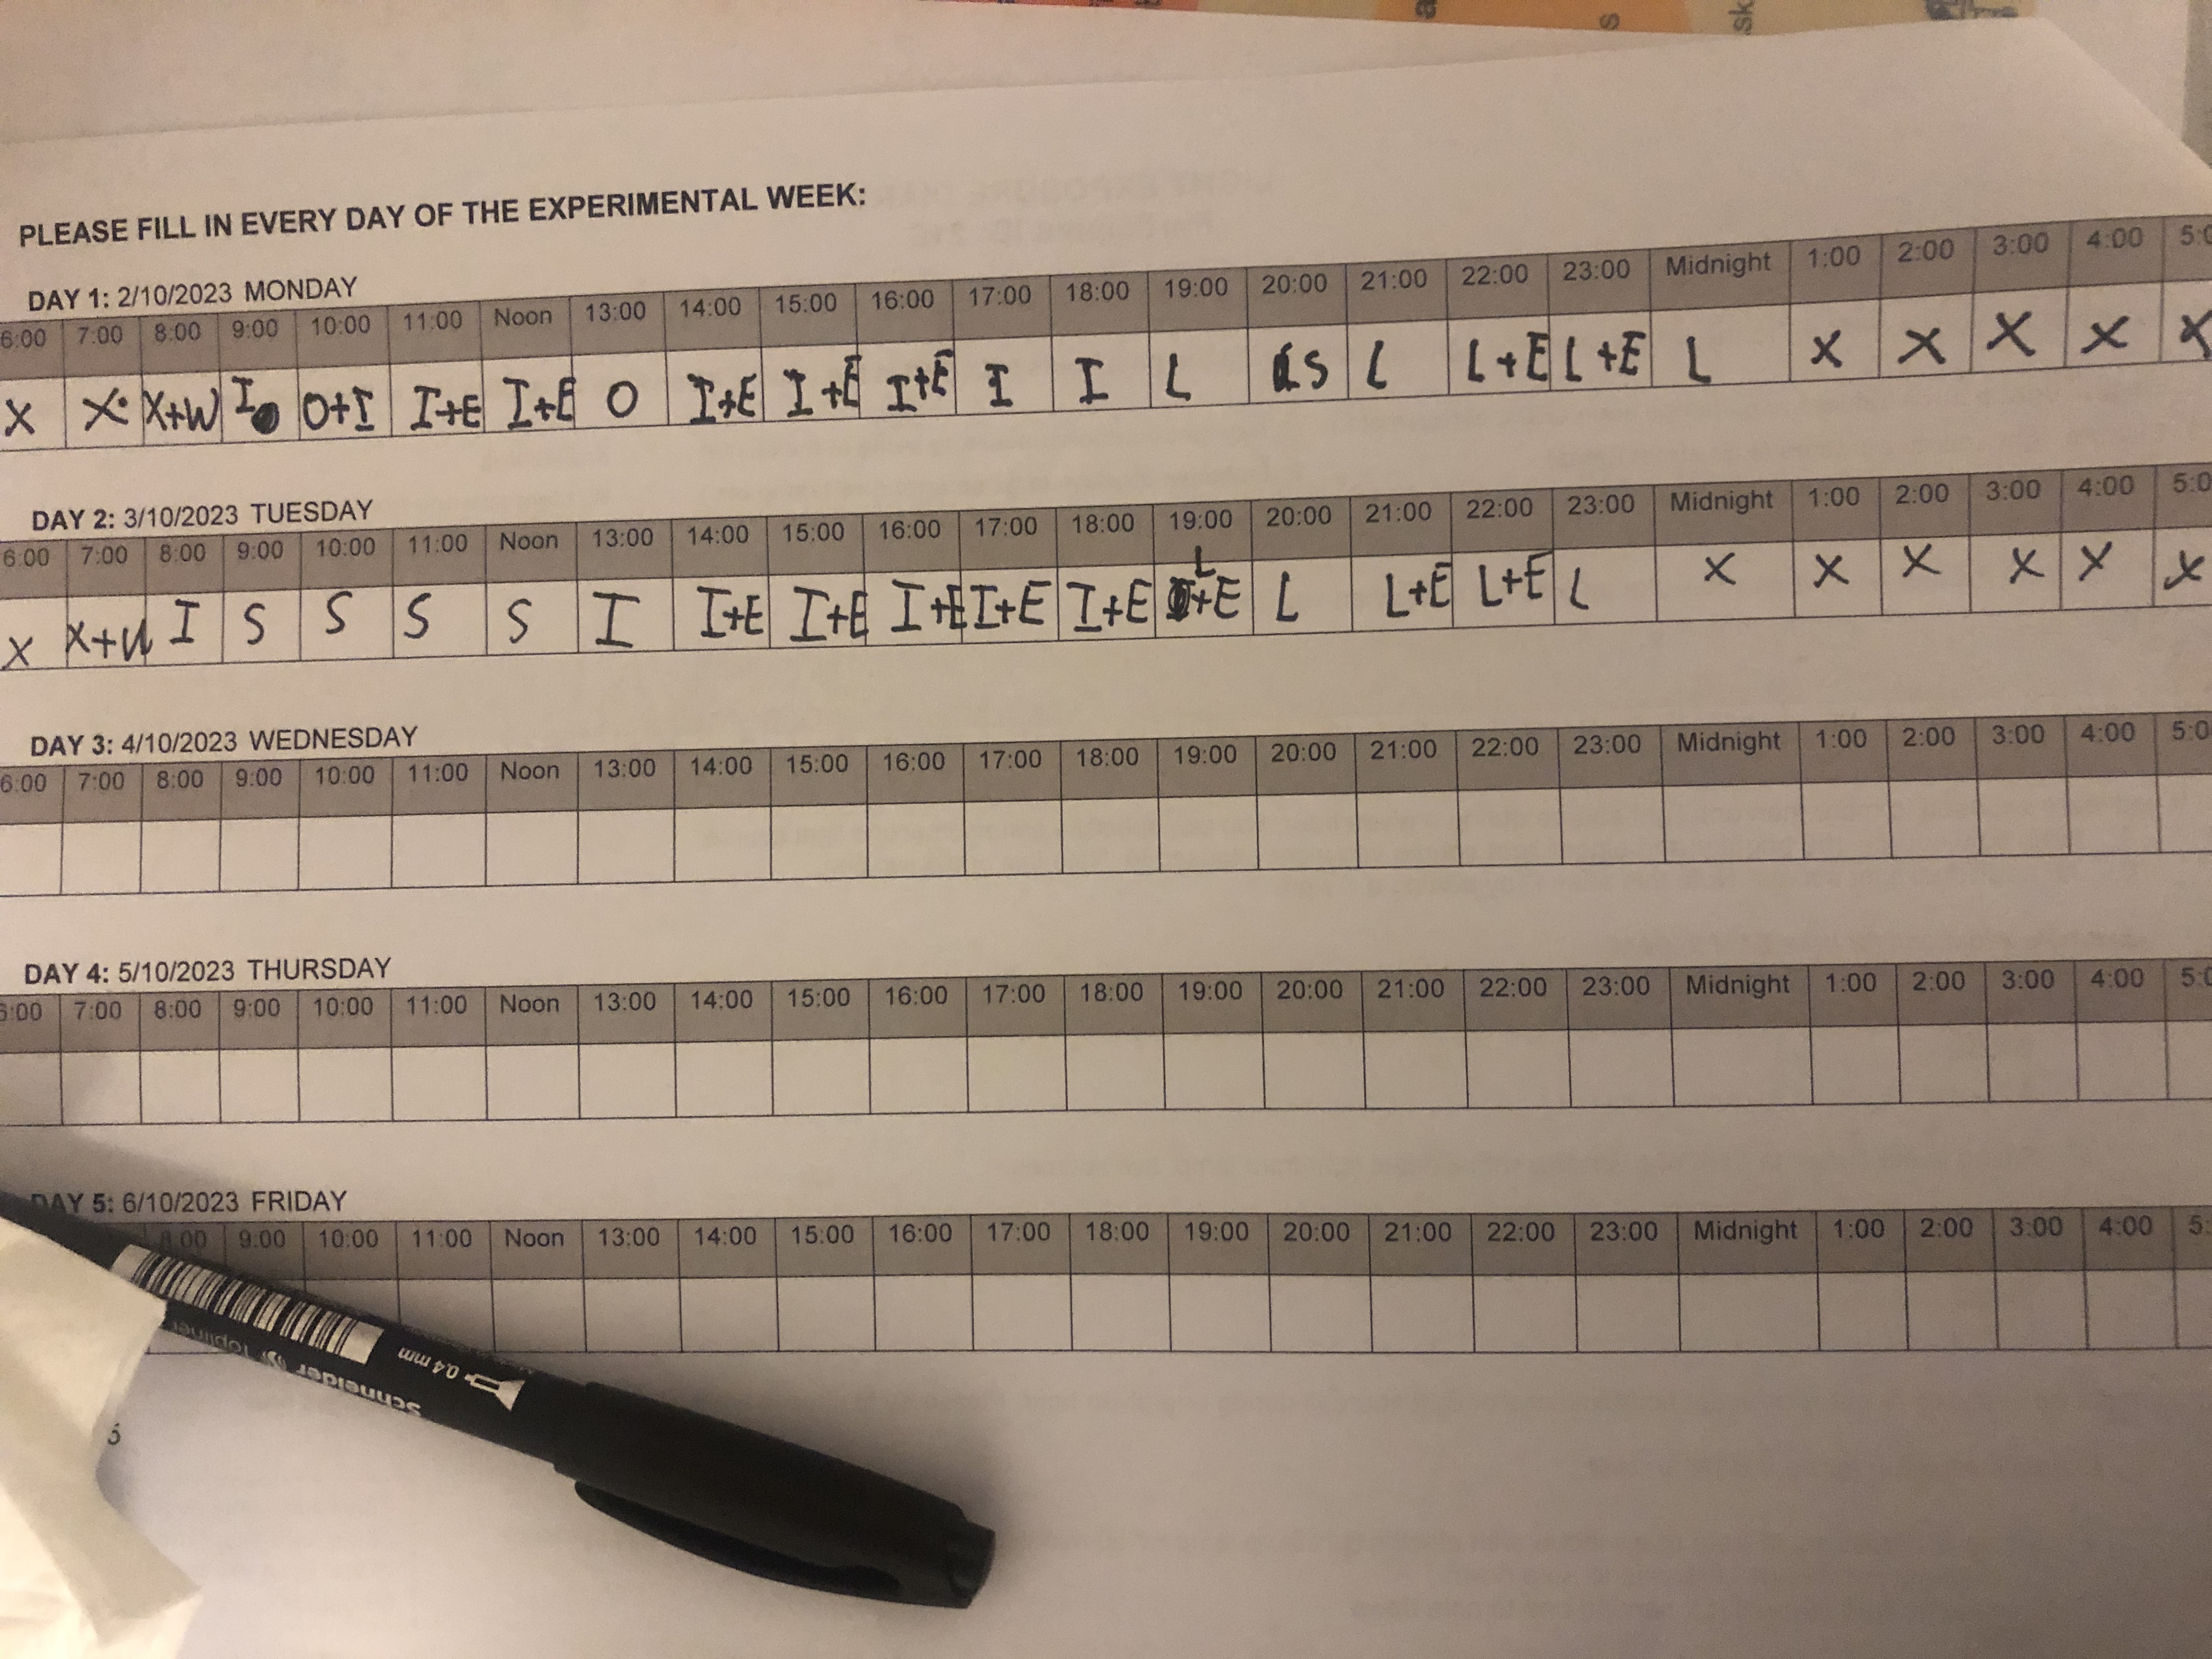 PLEASE FILL IN EVERY DAY OF THE EXPERIMENTAL WEEK:
DAY 1: 2/10/2023 MONDAY
6:00 7:00 8:00 9:00 10:00 11:00 Noon 13:00 14:00 15:00 16:00 17:00 18:00 19:00 20:00 21:00 22:00 23:00 Midnight 1:00 2:00 3:00 4:00
X X X+W I O+I I+E I+E O I+E I+E I+E I I L S L L+E L+E L X X X X X
DAY 2: 3/10/2023 TUESDAY
6:00 7:00 8:00 9:00 10:00 11:00 Noon 13:00 14:00 15:00 16:00 17:00 18:00 19:00 20:00 21:00 22:00 23:00 Midnight 1:00 2:00 3:00 4:00
X X+W I S S S S I I+E I+E I+E I+E I+E L+E L L+E L+E L X X X X X X
DAY 3: 4/10/2023 WEDNESDAY
6:00 7:00 8:00 9:00 10:00 11:00 Noon 13:00 14:00 15:00 16:00 17:00 18:00 19:00 20:00 21:00 22:00 23:00 Midnight 1:00 2:00 3:00 4:00
DAY 4: 5/10/2023 THURSDAY
6:00 7:00 8:00 9:00 10:00 11:00 Noon 13:00 14:00 15:00 16:00 17:00 18:00 19:00 20:00 21:00 22:00 23:00 Midnight 1:00 2:00 3:00 4:00
DAY 5: 6/10/2023 FRIDAY
9:00 10:00 11:00 Noon 13:00 14:00 15:00 16:00 17:00 18:00 19:00 20:00 21:00 22:00 23:00 Midnight 1:00 2:00 3:00 4:00
topliner schneider 0.4 mm